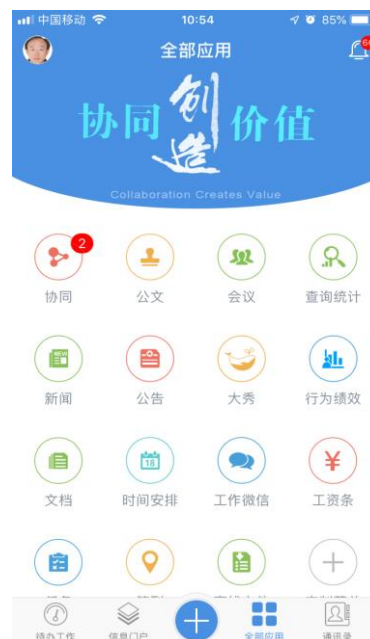 中国移动 10:54 85%
全部应用
协同创造价值
Collaboration Creates Value
2
协同 公文 会议 查询统计
NEW
新闻 公告 大秀 行为绩效
18
文档 时间安排 工作微信 工资条
待办工作 信息门户 全部应用 通讯录